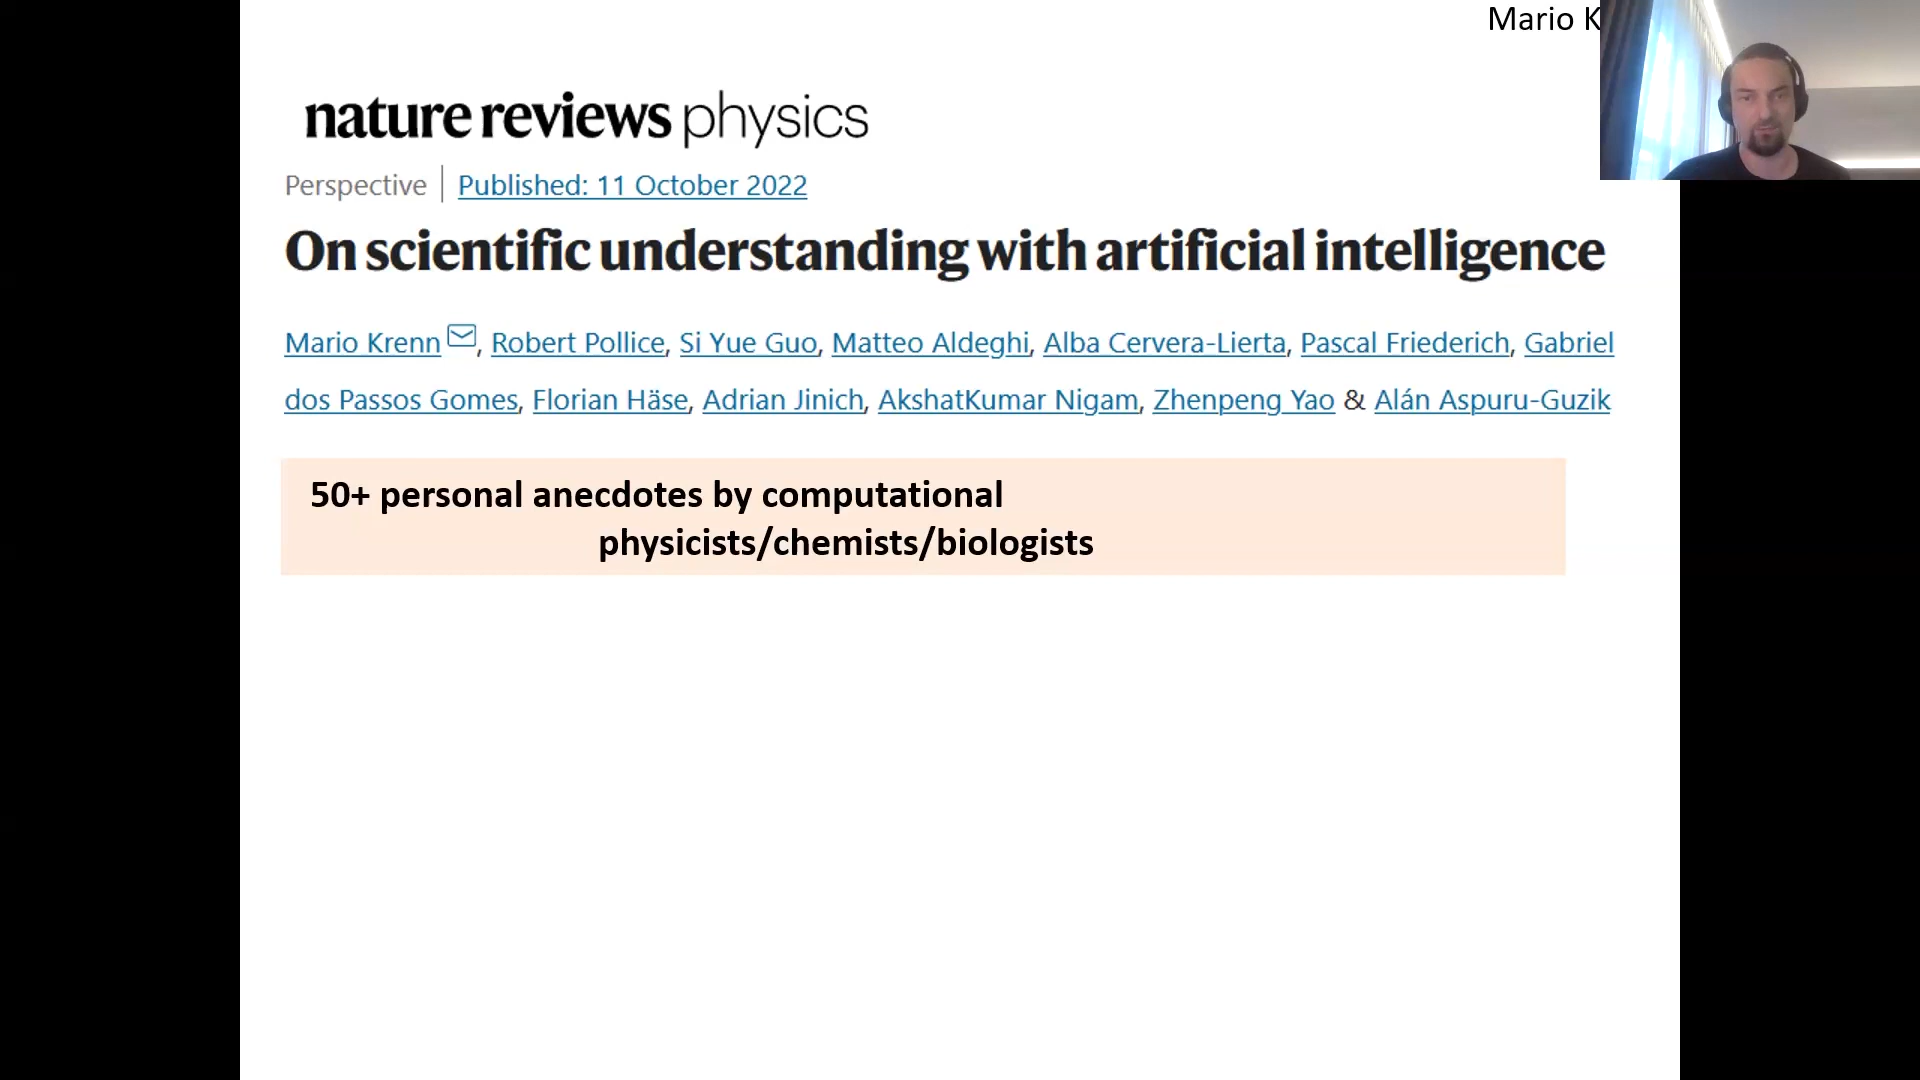 Mario K
nature reviews physics
Perspective | Published: 11 October 2022
On scientific understanding with artificial intelligence
Mario Krenn, Robert Pollice, Si Yue Guo, Matteo Aldeghi, Alba Cervera-Lierta, Pascal Friederich, Gabriel
dos Passos Gomes, Florian Häse, Adrian Jinich, AkshatKumar Nigam, Zhenpeng Yao & Alán Aspuru-Guzik
50+ personal anecdotes by computational
physicists/chemists/biologists